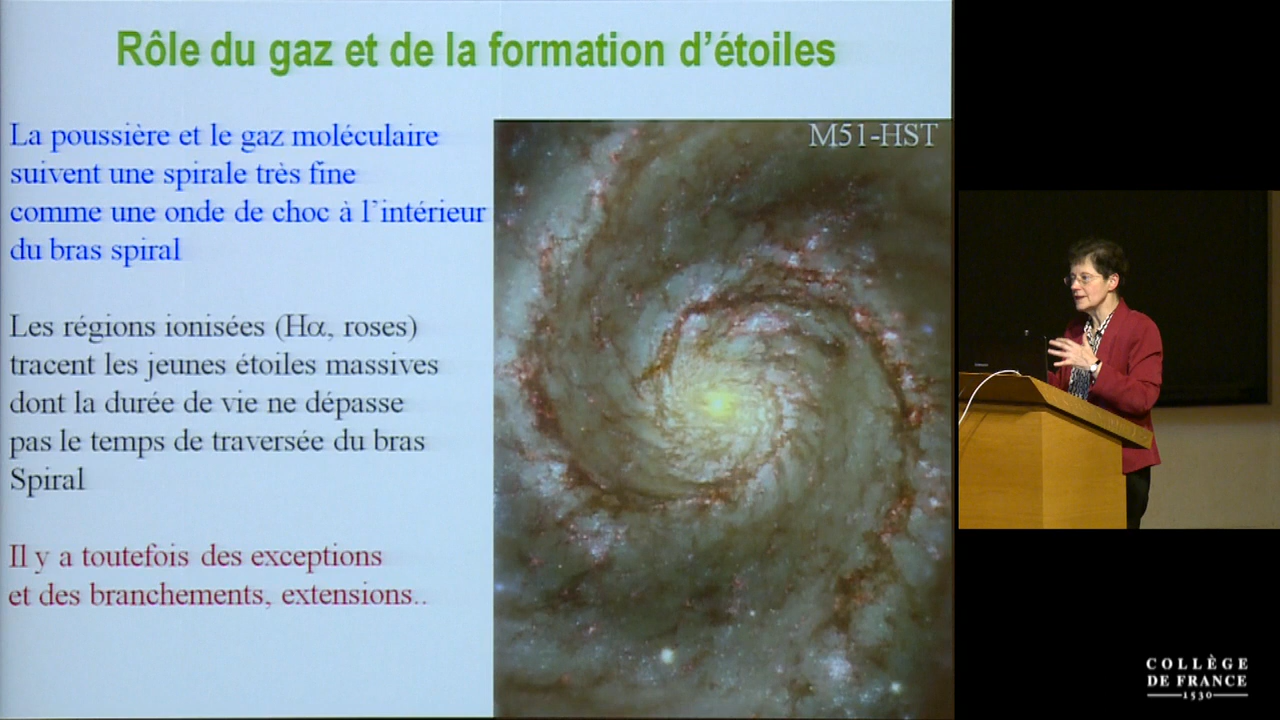 Rôle du gaz et de la formation d’étoiles
La poussière et le gaz moléculaire
suivent une spirale très fine
comme une onde de choc à l’intérieur
du bras spiral
Les régions ionisées (Hα, roses)
tracent les jeunes étoiles massives
dont la durée de vie ne dépasse
pas le temps de traversée du bras
Spiral
Il y a toutefois des exceptions
et des branchements, extensions..
M51-HST
COLLÈGE
DE FRANCE
1530